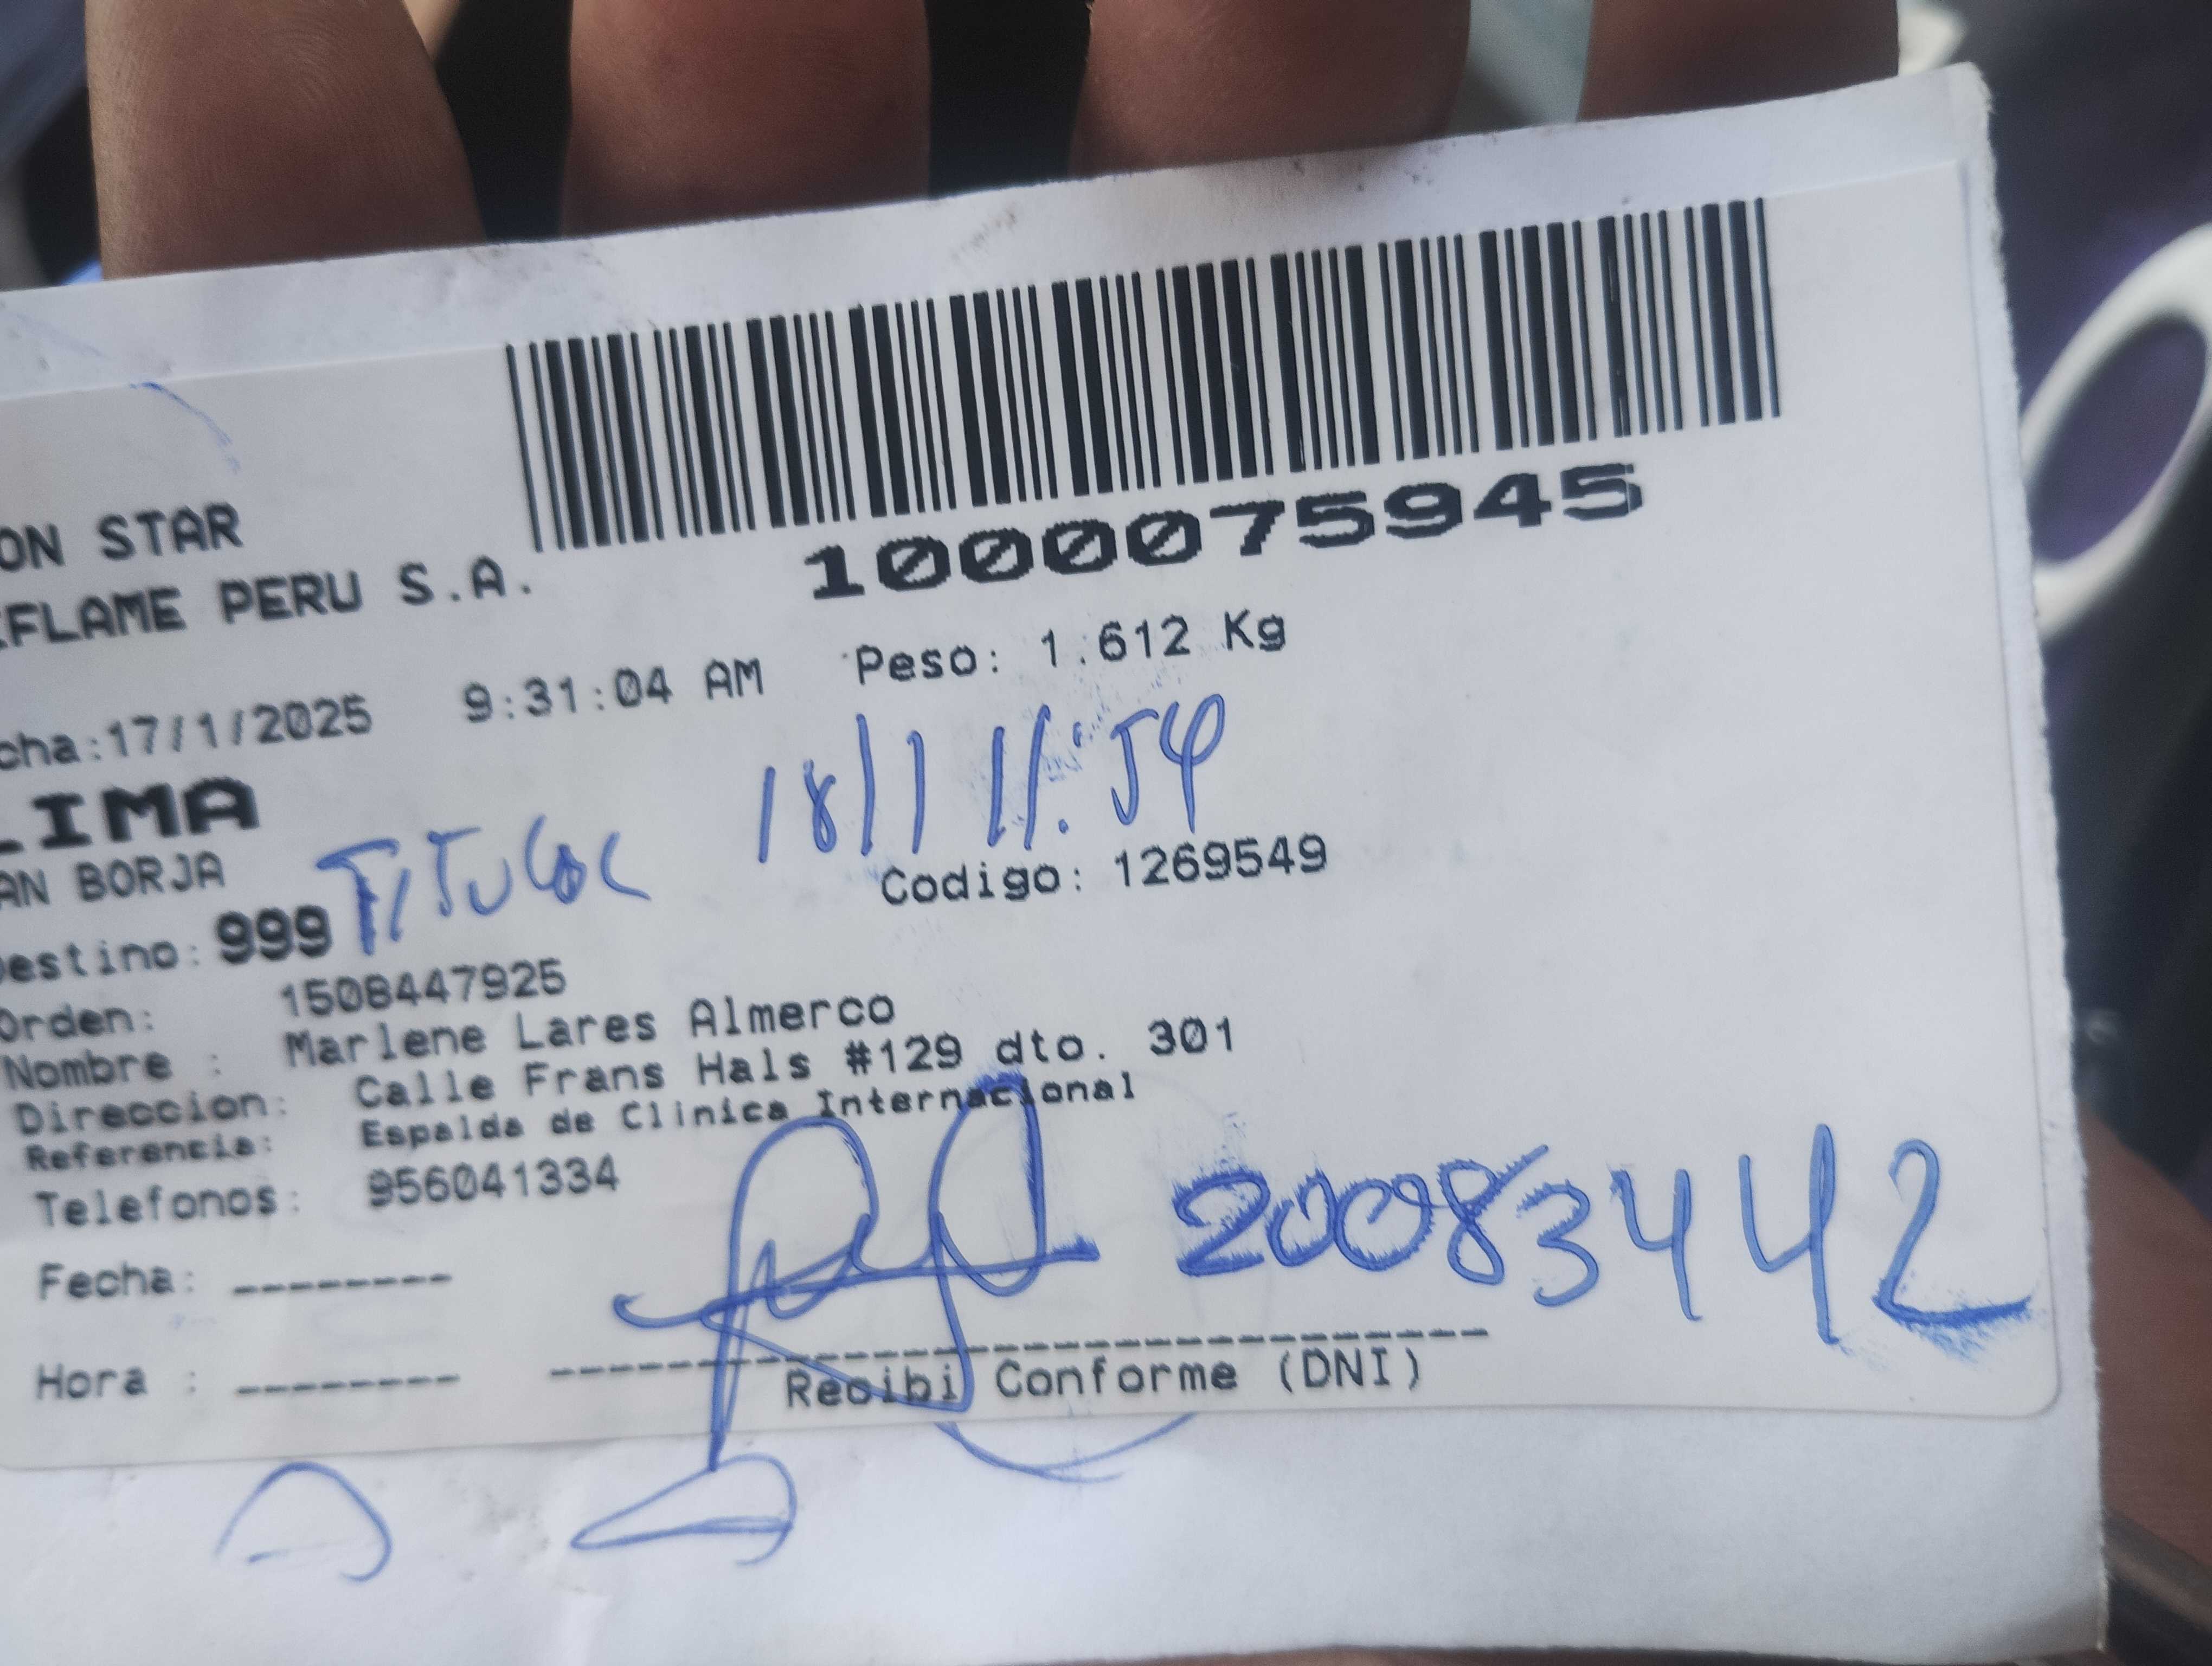 ON STAR
FLAME PERU S.A.
1000075945
cha:17/1/2025 9:31:04 AM Peso: 1.612 Kg
LIMA 18/1 11:54
AN BORJA TITULAR
Codigo: 1269549
estino: 999
Orden: 1508447925
Nombre : Marlene Lares Almerco
Direccion: Calle Frans Hals #129 dto. 301
Referencia: Espalda de Clinica Internacional
Telefonos: 956041334
20083442
Fecha: --------
Hora : --------
Recibi Conforme (DNI)